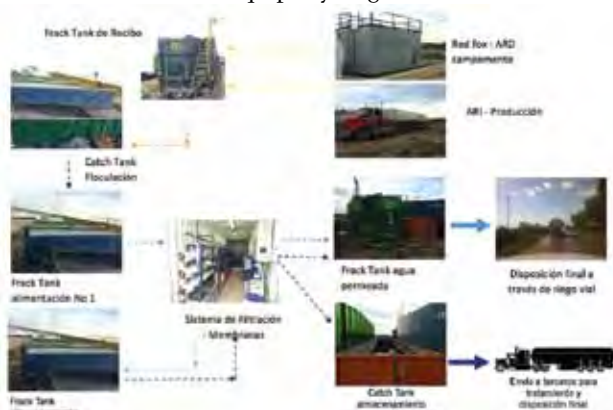 Frack Tank de Recibo
Red Fox - ARD
campamento
ARI - Producción
Catch Tank
Floculación
Frack Tank
alimentación No 1
Sistema de Filtración
- Membranas
Frack Tank agua
permeada
Disposición final a
través de riego vial
Frack Tank
Catch Tank
almacenamiento
Envío a terceros para
tratamiento y
disposición final